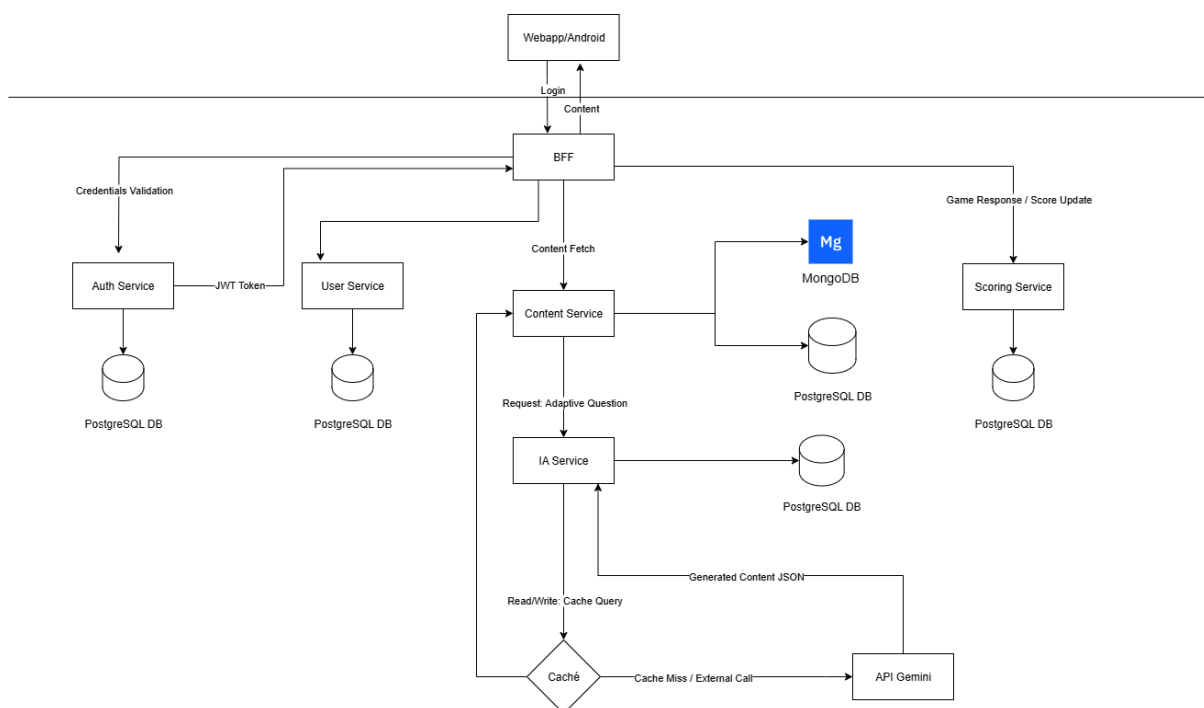 Webapp/Android
Login
Content
BFF
Credentials Validation
Game Response / Score Update
Content Fetch
Mg
MongoDB
Auth Service
JWT Token
User Service
Content Service
Scoring Service
PostgreSQL DB
PostgreSQL DB
PostgreSQL DB
PostgreSQL DB
Request: Adaptive Question
IA Service
PostgreSQL DB
Generated Content JSON
Read/Write: Cache Query
Caché
Cache Miss / External Call
API Gemini